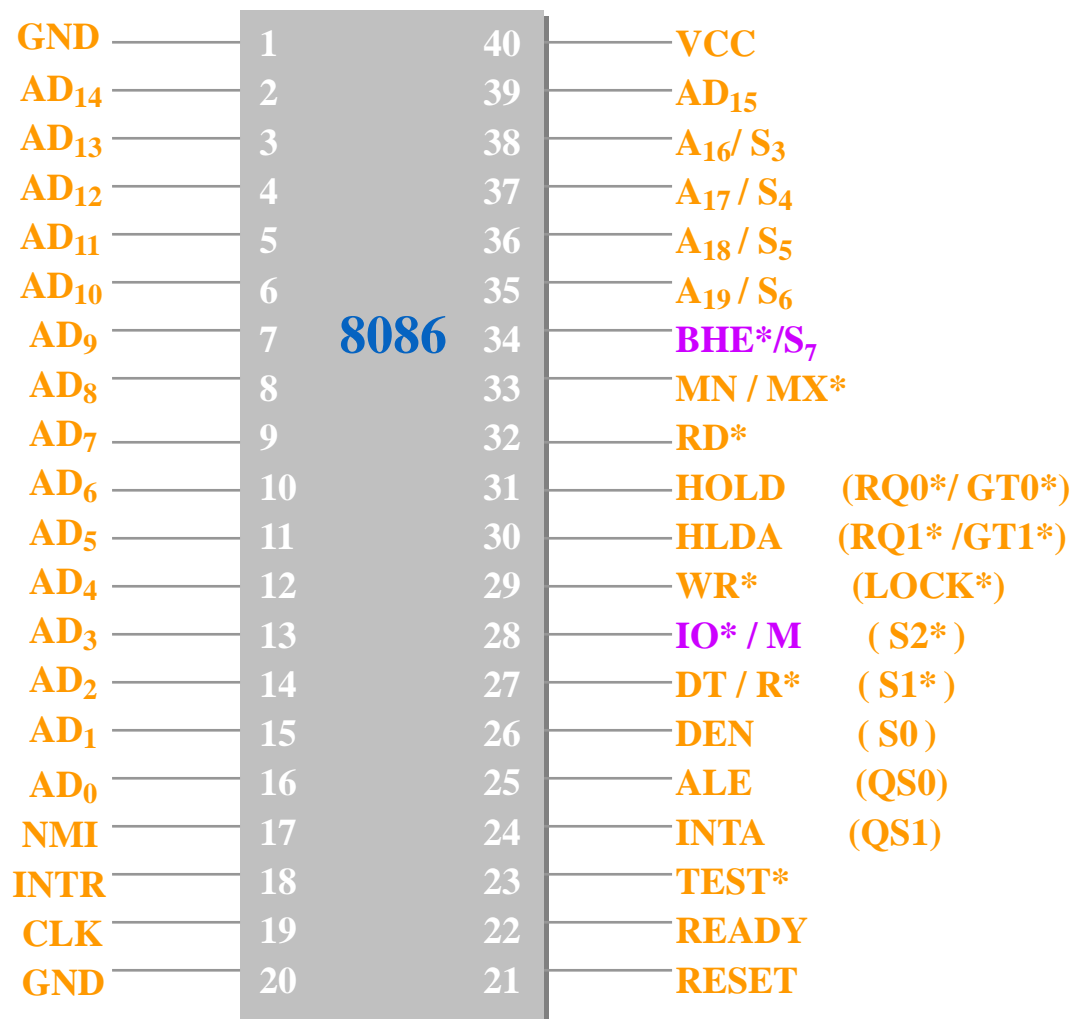 GND 1 40 VCC
AD14 2 39 AD15
AD13 3 38 A16/ S3
AD12 4 37 A17 / S4
AD11 5 36 A18 / S5
AD10 6 35 A19 / S6
AD9 7 8086 34 BHE*/S7
AD8 8 33 MN / MX*
AD7 9 32 RD*
AD6 10 31 HOLD (RQ0*/ GT0*)
AD5 11 30 HLDA (RQ1* /GT1*)
AD4 12 29 WR* (LOCK*)
AD3 13 28 IO* / M ( S2* )
AD2 14 27 DT / R* ( S1* )
AD1 15 26 DEN ( S0 )
AD0 16 25 ALE (QS0)
NMI 17 24 INTA (QS1)
INTR 18 23 TEST*
CLK 19 22 READY
GND 20 21 RESET